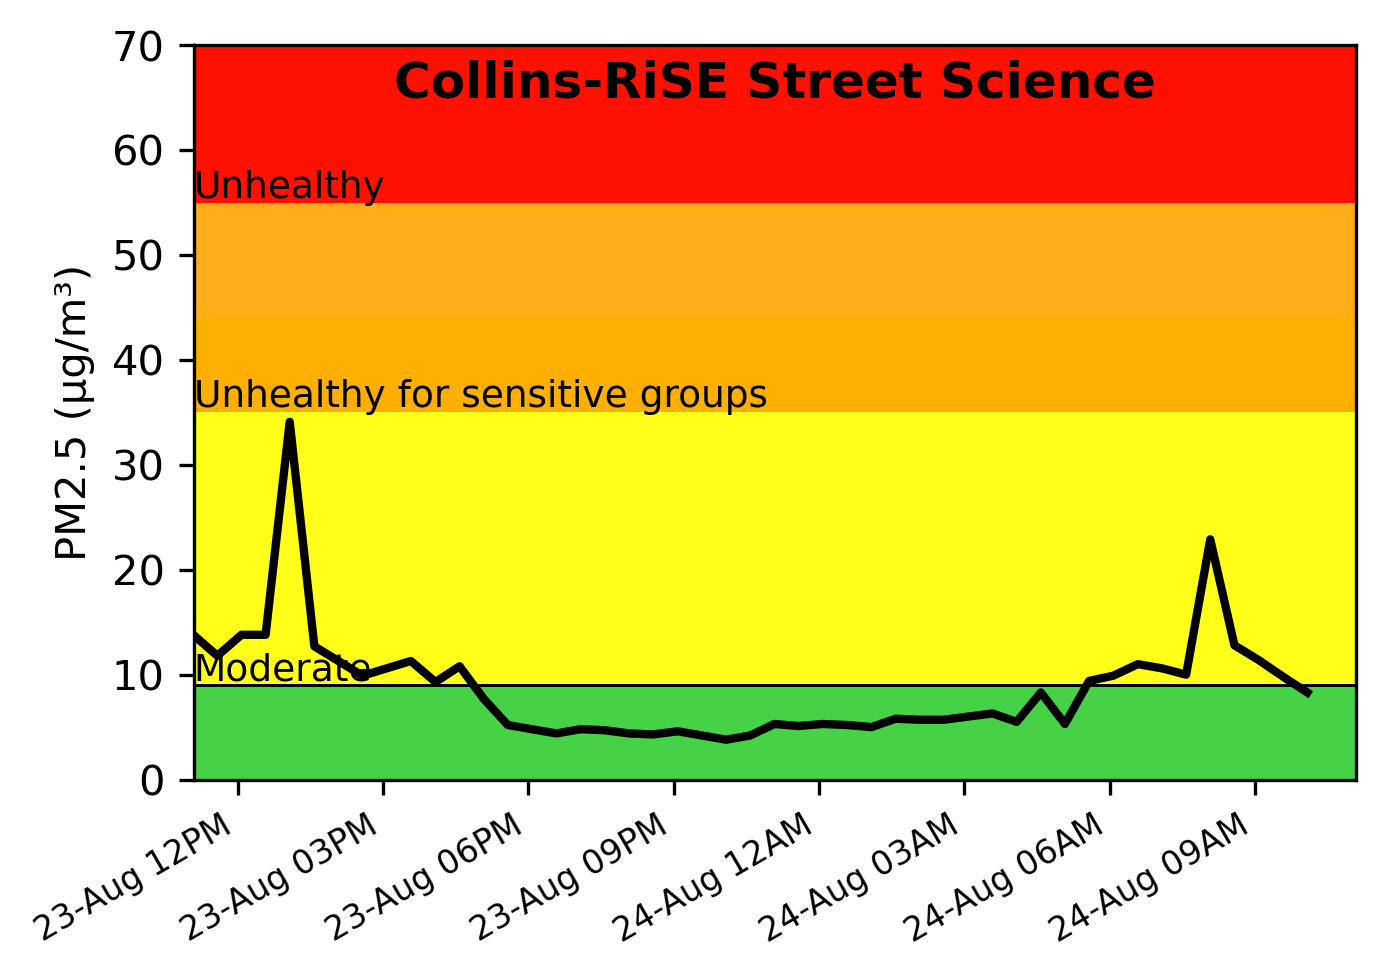 Collins-RiSE Street Science
70
60
50
40
30
20
10
0
PM2.5 (µg/m³)
Unhealthy
Unhealthy for sensitive groups
Moderate
23-Aug 12PM
23-Aug 03PM
23-Aug 06PM
23-Aug 09PM
24-Aug 12AM
24-Aug 03AM
24-Aug 06AM
24-Aug 09AM